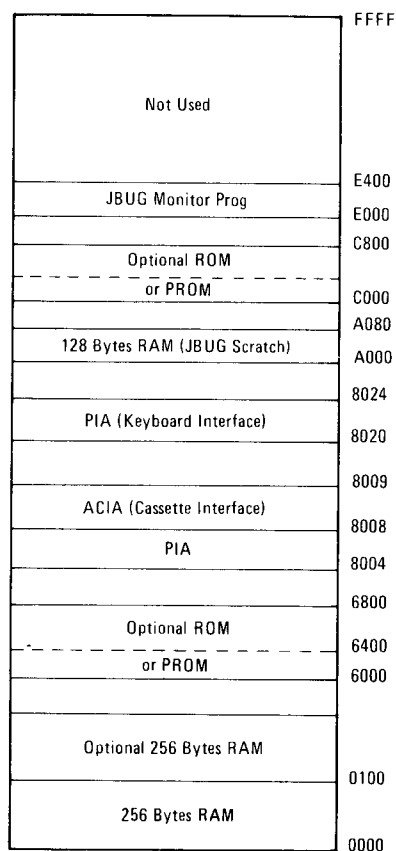 FFFF
Not Used
E400
JBUG Monitor Prog
E000
C800
Optional ROM
or PROM
C000
A080
128 Bytes RAM (JBUG Scratch)
A000
8024
PIA (Keyboard Interface)
8020
8009
ACIA (Cassette Interface)
8008
PIA
8004
6800
Optional ROM
6400
or PROM
6000
Optional 256 Bytes RAM
0100
256 Bytes RAM
0000